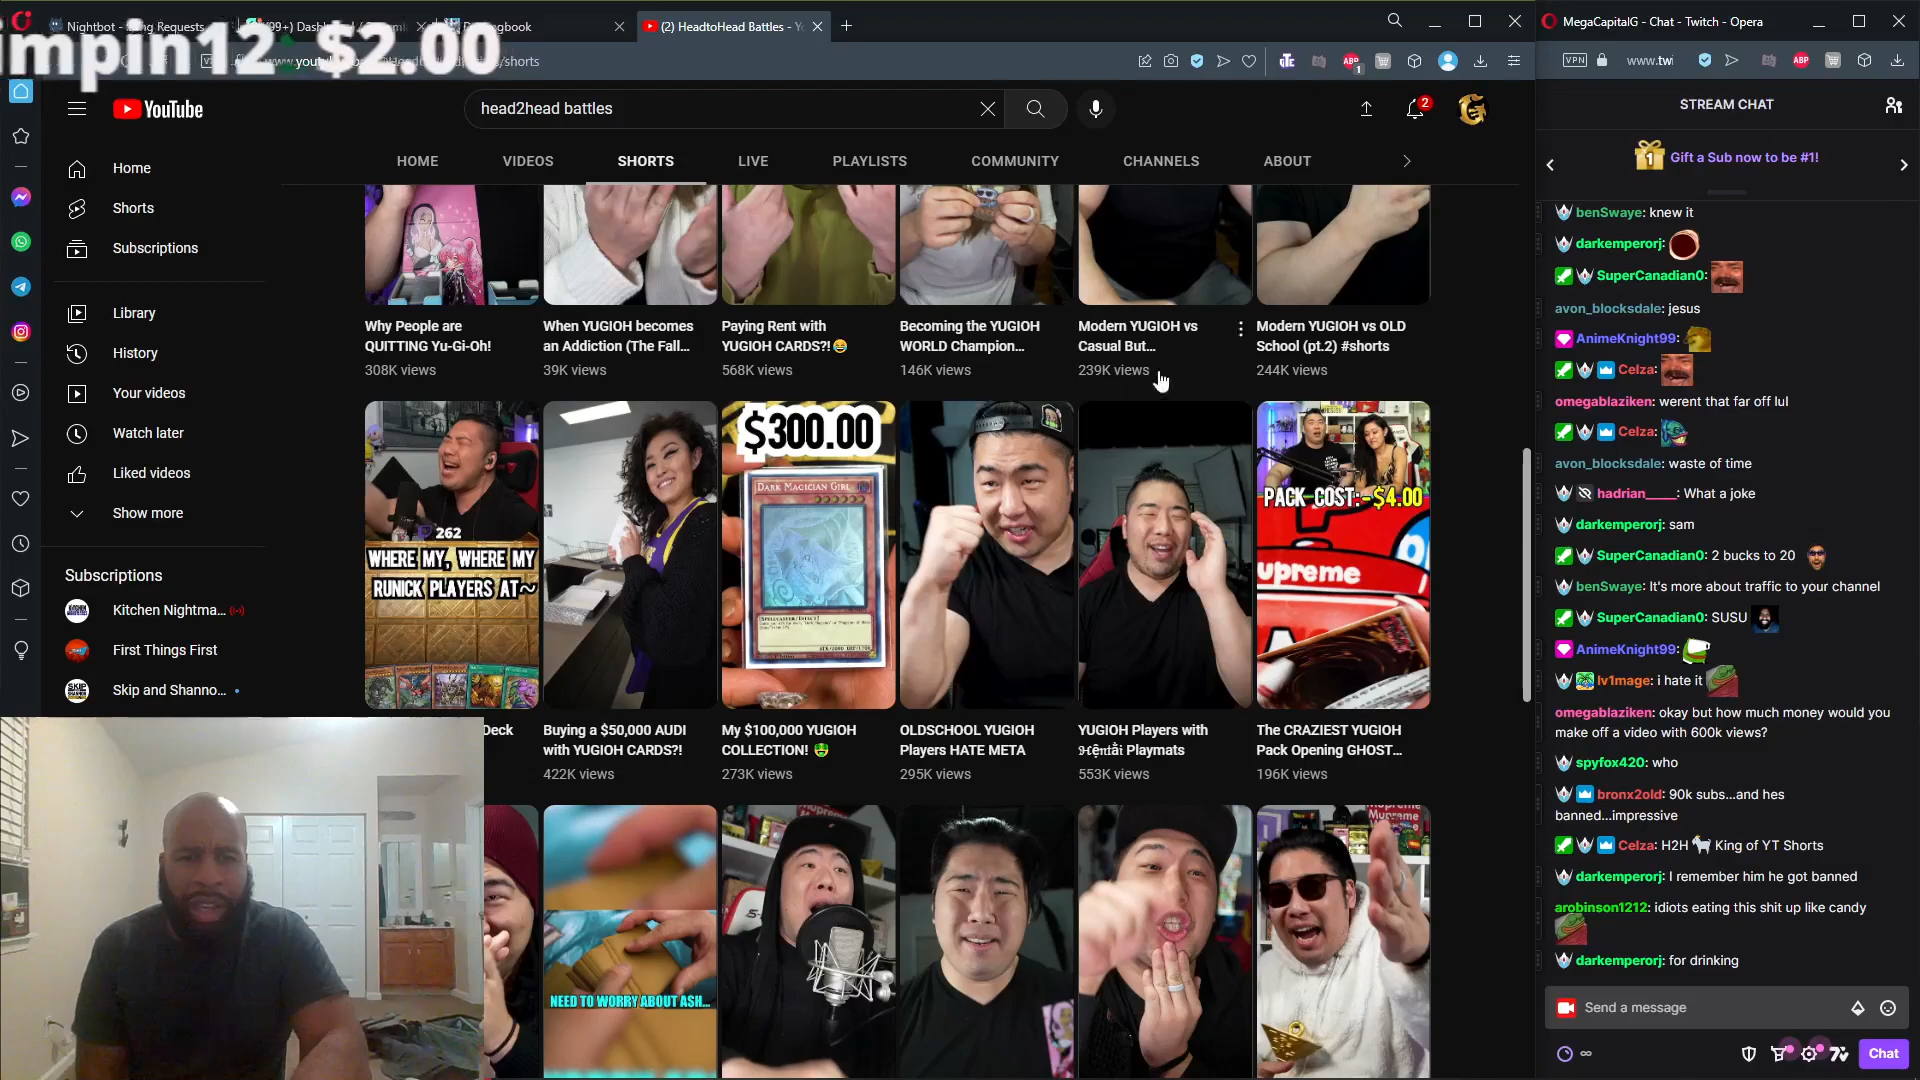 Nightbot - Song Requests
(99+) Dashboard
(2) HeadtoHead Battles - Yo
MegaCapitalG - Chat - Twitch - Opera
impin12 $2.00
/shorts
VPN
www.twi
YouTube
head2head battles
2
STREAM CHAT
HOME
VIDEOS
SHORTS
LIVE
PLAYLISTS
COMMUNITY
CHANNELS
ABOUT
Gift a Sub now to be #1!
Home
Shorts
Subscriptions
Library
History
Your videos
Watch later
Liked videos
Show more
Subscriptions
Kitchen Nightma...
First Things First
Skip and Shanno...
Why People are
QUITTING Yu-Gi-Oh!
308K views
When YUGIOH becomes
an Addiction (The Fall...
39K views
Paying Rent with
YUGIOH CARDS?!😂
568K views
Becoming the YUGIOH
WORLD Champion...
146K views
Modern YUGIOH vs
Casual But...
239K views
Modern YUGIOH vs OLD
School (pt.2) #shorts
244K views
262
WHERE MY, WHERE MY
RUNICK PLAYERS AT~
$300.00
DARK MAGICIAN GIRL
PACK COST:-$4.00
upreme
Deck
Buying a $50,000 AUDI
with YUGIOH CARDS?!
422K views
My $100,000 YUGIOH
COLLECTION! 🤑
273K views
OLDSCHOOL YUGIOH
Players HATE META
295K views
YUGIOH Players with
Playmats
553K views
The CRAZIEST YUGIOH
Pack Opening GHOST...
196K views
NEED TO WORRY ABOUT ASH...
benSwaye: knew it
darkemperorj:
SuperCanadian0:
avon_blocksdale: jesus
AnimeKnight99:
Celza:
omegablaziken: werent that far off lul
Celza:
avon_blocksdale: waste of time
hadrian_____: What a joke
darkemperorj: sam
SuperCanadian0: 2 bucks to 20
benSwaye: It's more about traffic to your channel
SuperCanadian0: SUSU
AnimeKnight99:
lv1mage: i hate it
omegablaziken: okay but how much money would you
make off a video with 600k views?
spyfox420: who
bronx2old: 90k subs...and hes
banned...impressive
Celza: H2H 🐐 King of YT Shorts
darkemperorj: I remember him he got banned
arobinson1212: idiots eating this shit up like candy
darkemperorj: for drinking
Send a message
Chat